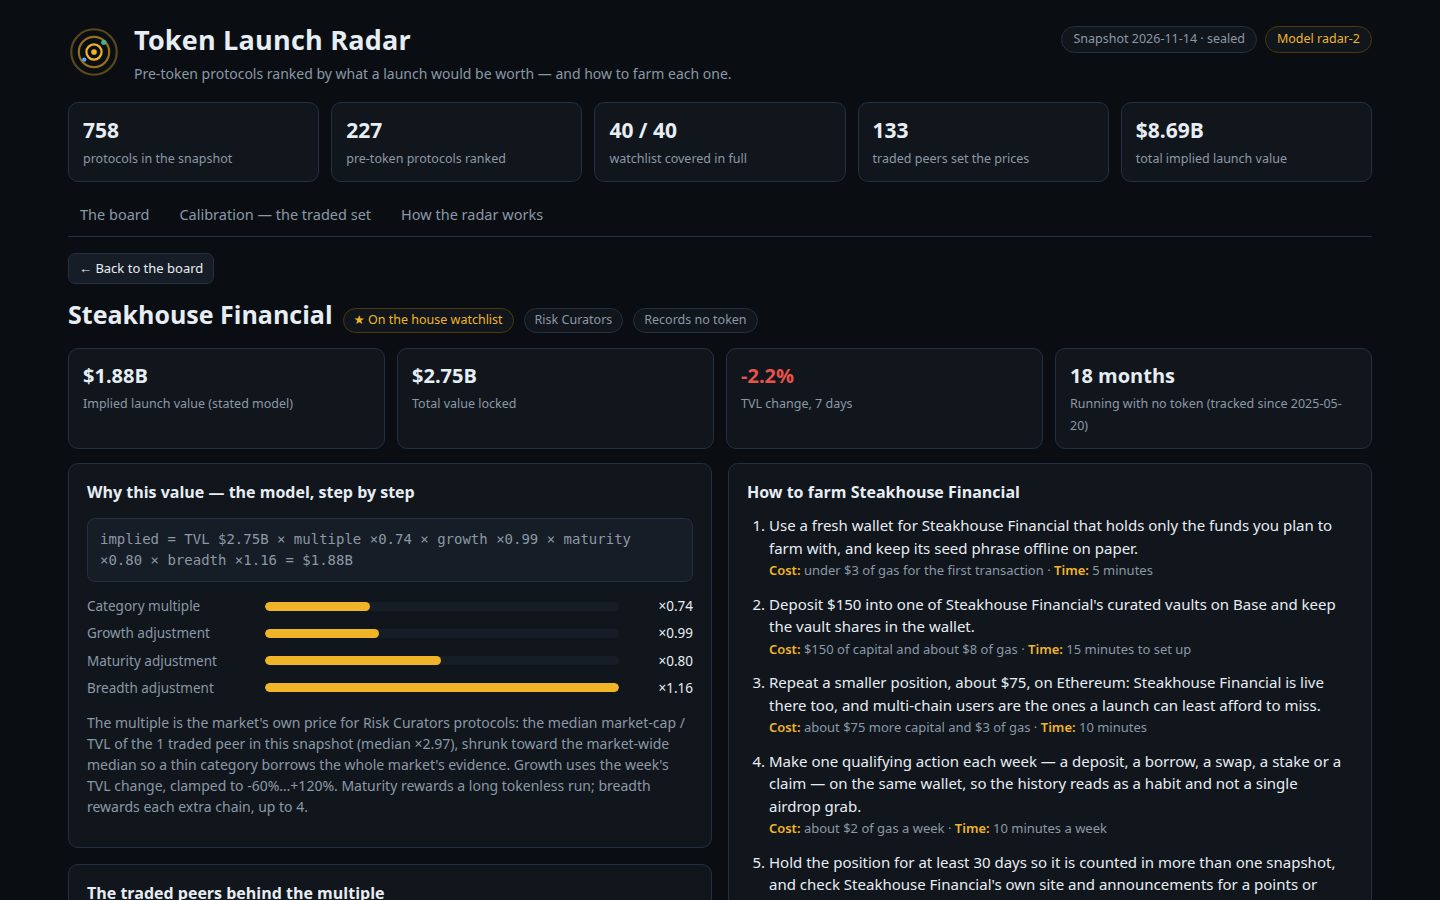 Token Launch Radar
Pre-token protocols ranked by what a launch would be worth — and how to farm each one.
Snapshot 2026-11-14 · sealed
Model radar-2
758
protocols in the snapshot
227
pre-token protocols ranked
40 / 40
watchlist covered in full
133
traded peers set the prices
$8.69B
total implied launch value
The board
Calibration — the traded set
How the radar works
← Back to the board
Steakhouse Financial
★ On the house watchlist
Risk Curators
Records no token
$1.88B
Implied launch value (stated model)
$2.75B
Total value locked
-2.2%
TVL change, 7 days
18 months
Running with no token (tracked since 2025-05-
20)
Why this value — the model, step by step
implied = TVL $2.75B × multiple ×0.74 × growth ×0.99 × maturity
×0.80 × breadth ×1.16 = $1.88B
Category multiple ×0.74
Growth adjustment ×0.99
Maturity adjustment ×0.80
Breadth adjustment ×1.16
The multiple is the market's own price for Risk Curators protocols: the median market-cap /
TVL of the 1 traded peer in this snapshot (median ×2.97), shrunk toward the market-wide
median so a thin category borrows the whole market's evidence. Growth uses the week's
TVL change, clamped to -60%…+120%. Maturity rewards a long tokenless run; breadth
rewards each extra chain, up to 4.
The traded peers behind the multiple
How to farm Steakhouse Financial
1. Use a fresh wallet for Steakhouse Financial that holds only the funds you plan to
farm with, and keep its seed phrase offline on paper.
Cost: under $3 of gas for the first transaction · Time: 5 minutes
2. Deposit $150 into one of Steakhouse Financial's curated vaults on Base and keep
the vault shares in the wallet.
Cost: $150 of capital and about $8 of gas · Time: 15 minutes to set up
3. Repeat a smaller position, about $75, on Ethereum: Steakhouse Financial is live
there too, and multi-chain users are the ones a launch can least afford to miss.
Cost: about $75 more capital and $3 of gas · Time: 10 minutes
4. Make one qualifying action each week — a deposit, a borrow, a swap, a stake or a
claim — on the same wallet, so the history reads as a habit and not a single
airdrop grab.
Cost: about $2 of gas a week · Time: 10 minutes a week
5. Hold the position for at least 30 days so it is counted in more than one snapshot,
and check Steakhouse Financial's own site and announcements for a points or